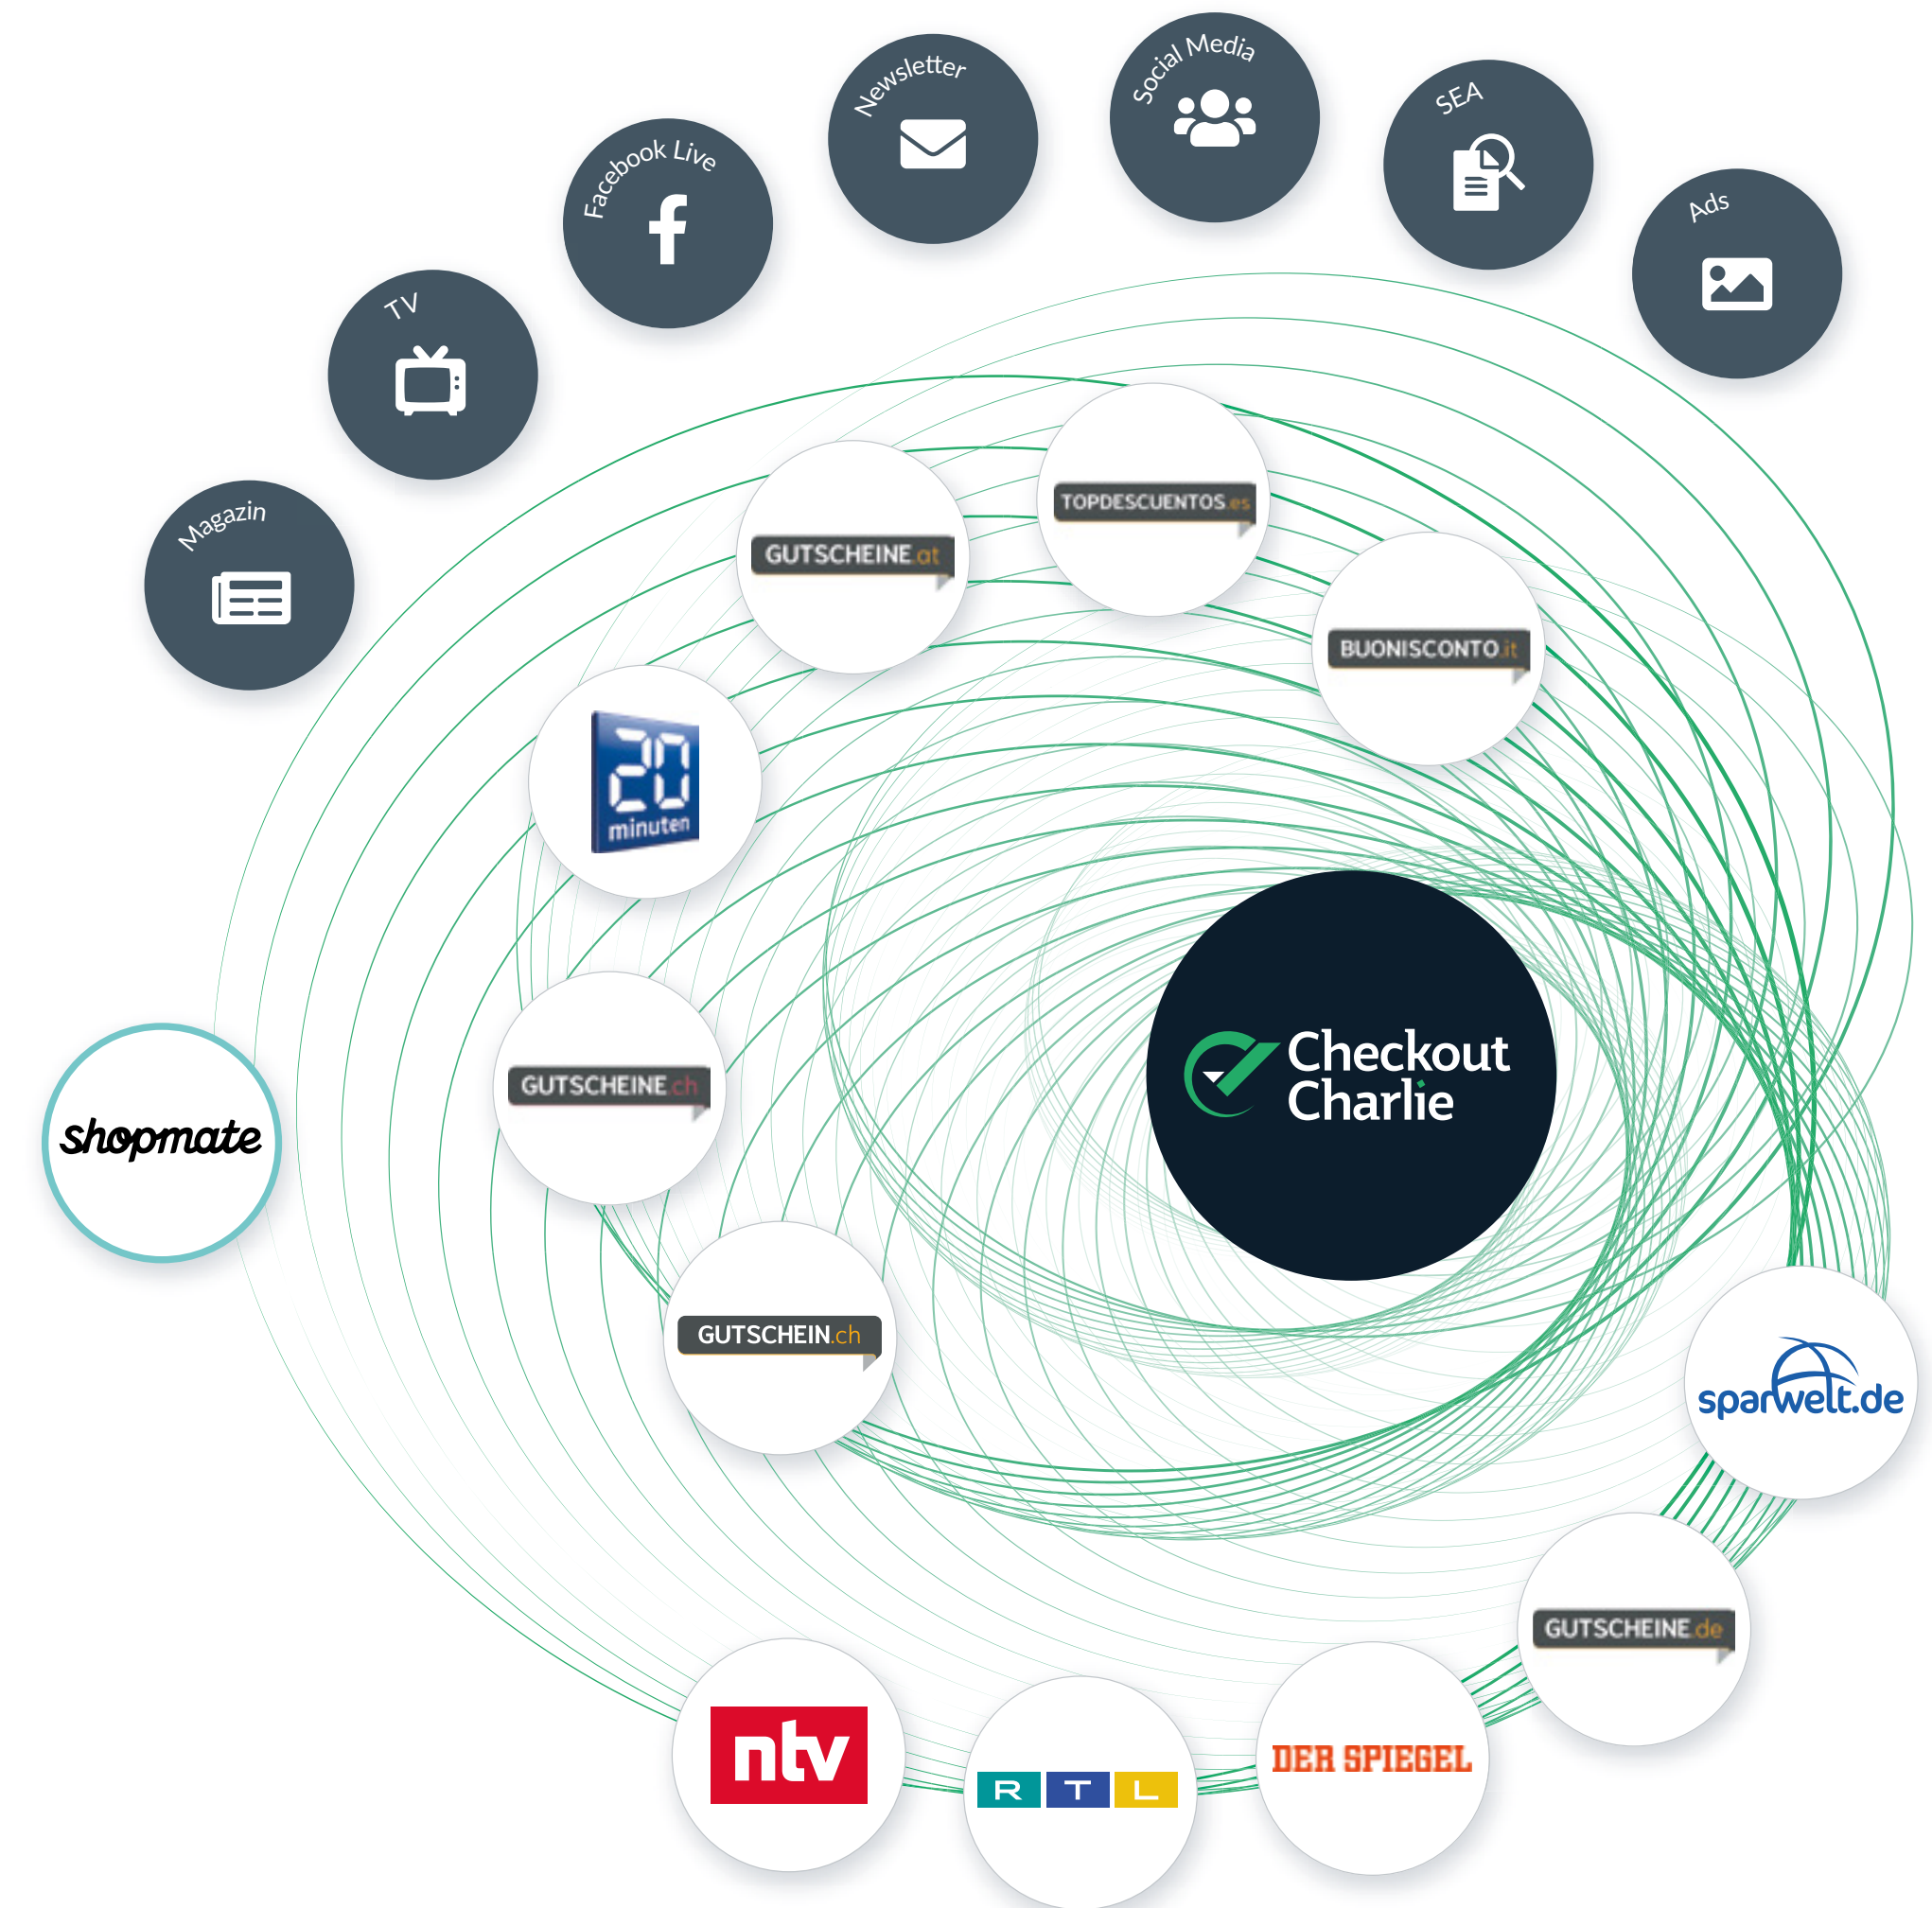 Social Media
Newsletter
SEA
Facebook Live
Ads
TV
Magazin
TOPDESCUENTOS.es
GUTSCHEINE.at
BUONISCONTO.it
20
minuten
Checkout
Charlie
GUTSCHEINE.ch
shopmate
GUTSCHEIN.ch
sparwelt.de
GUTSCHEINE.de
ntv
RTL
DER SPIEGEL